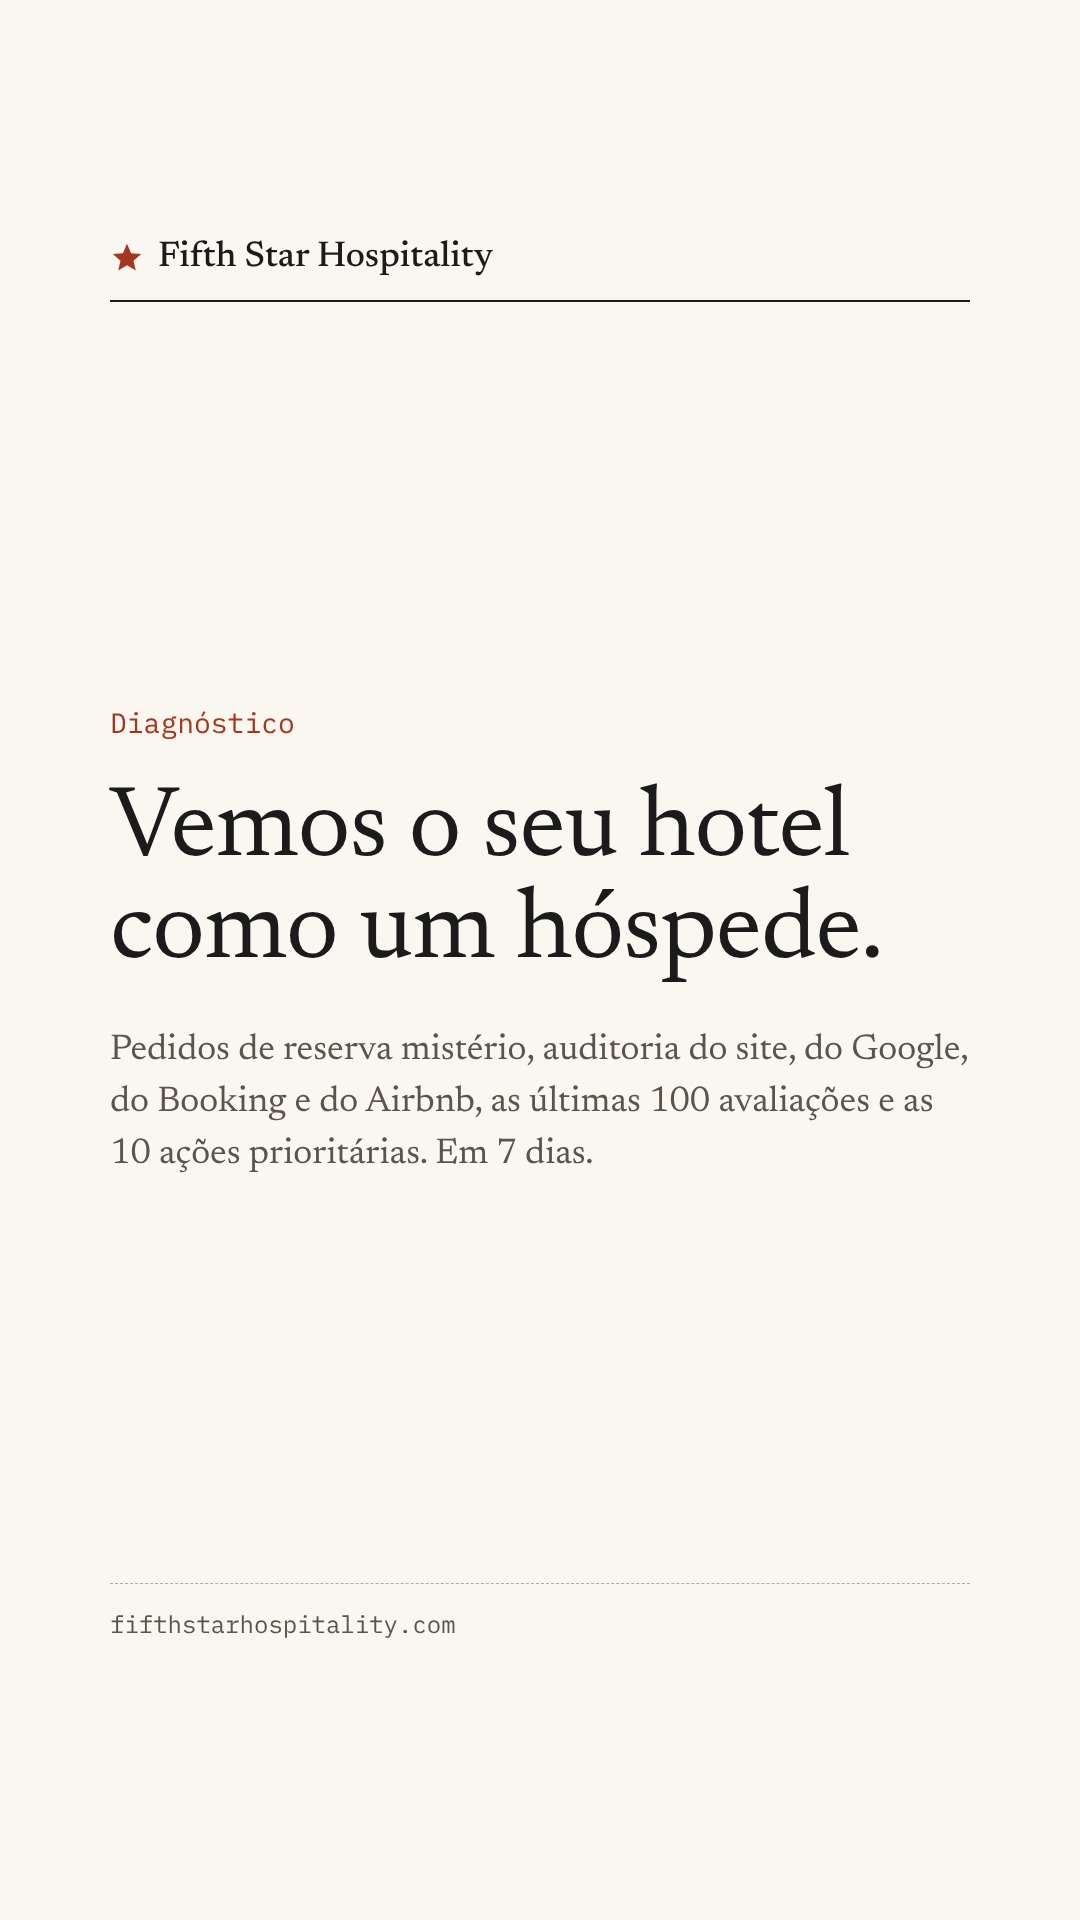 Fifth Star Hospitality
Diagnóstico
Vemos o seu hotel
como um hóspede.
Pedidos de reserva mistério, auditoria do site, do Google,
do Booking e do Airbnb, as últimas 100 avaliações e as
10 ações prioritárias. Em 7 dias.
fifthstarhospitality.com